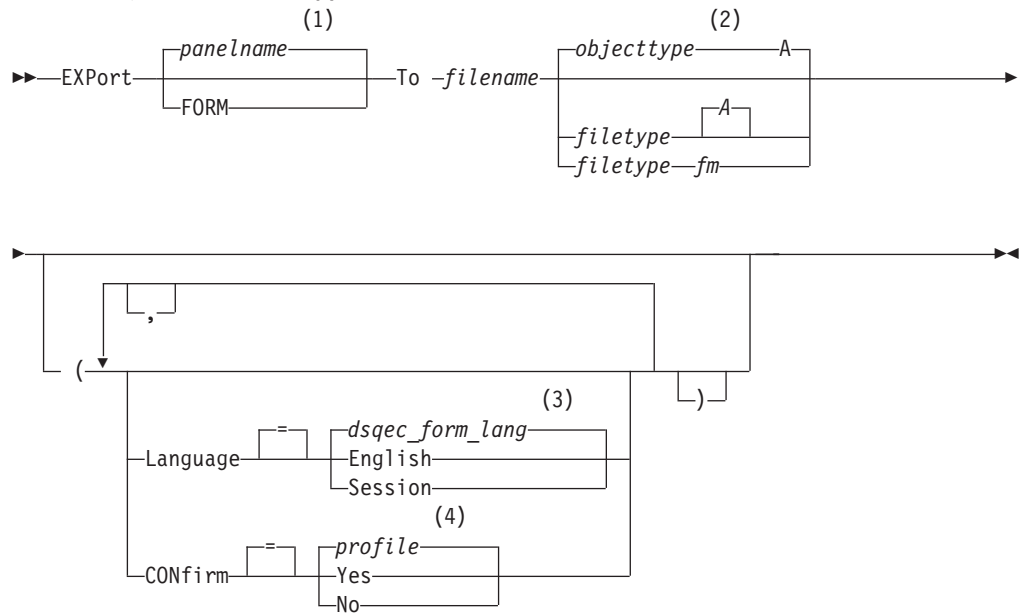 (1) (2)
panelname objecttype A
EXPort To filename
FORM A
filetype
filetype fm
,
( )
(3)
= dsqec_form_lang
Language English
Session
(4)
= profile
CONfirm Yes
No